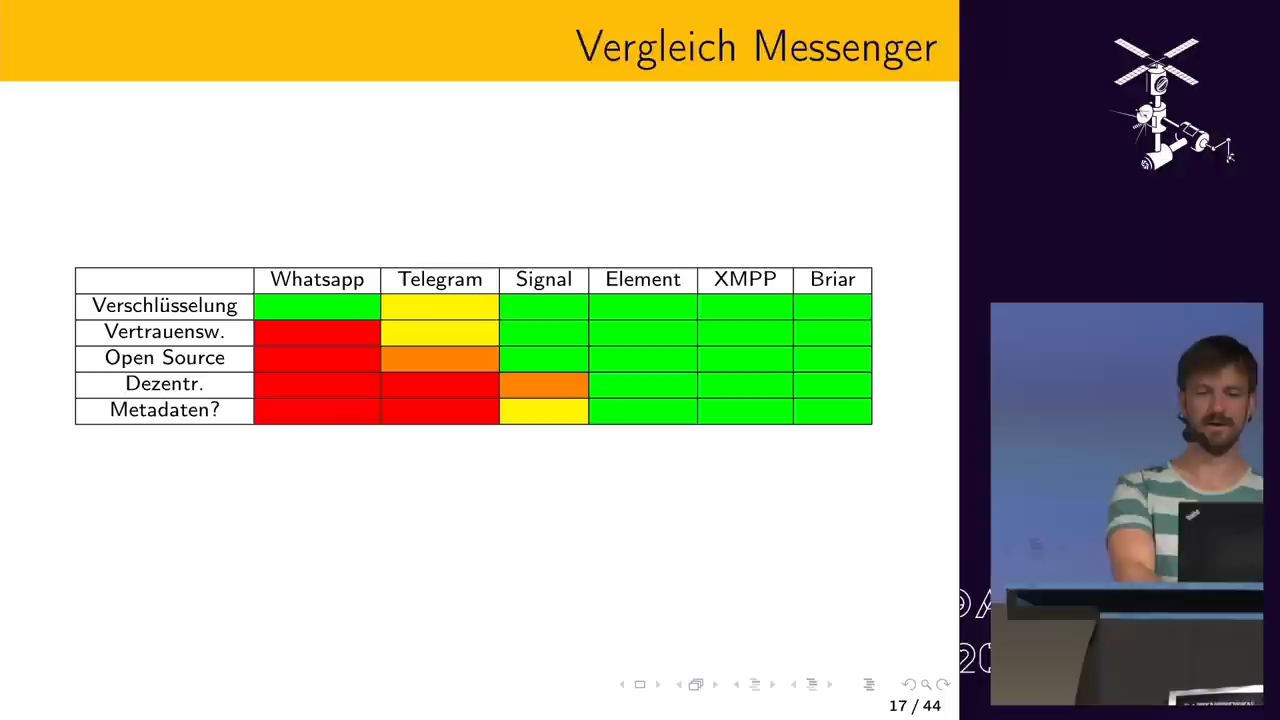 Vergleich Messenger
Whatsapp Telegram Signal Element XMPP Briar
Verschlüsselung
Vertrauensw.
Open Source
Dezentr.
Metadaten?
17 / 44